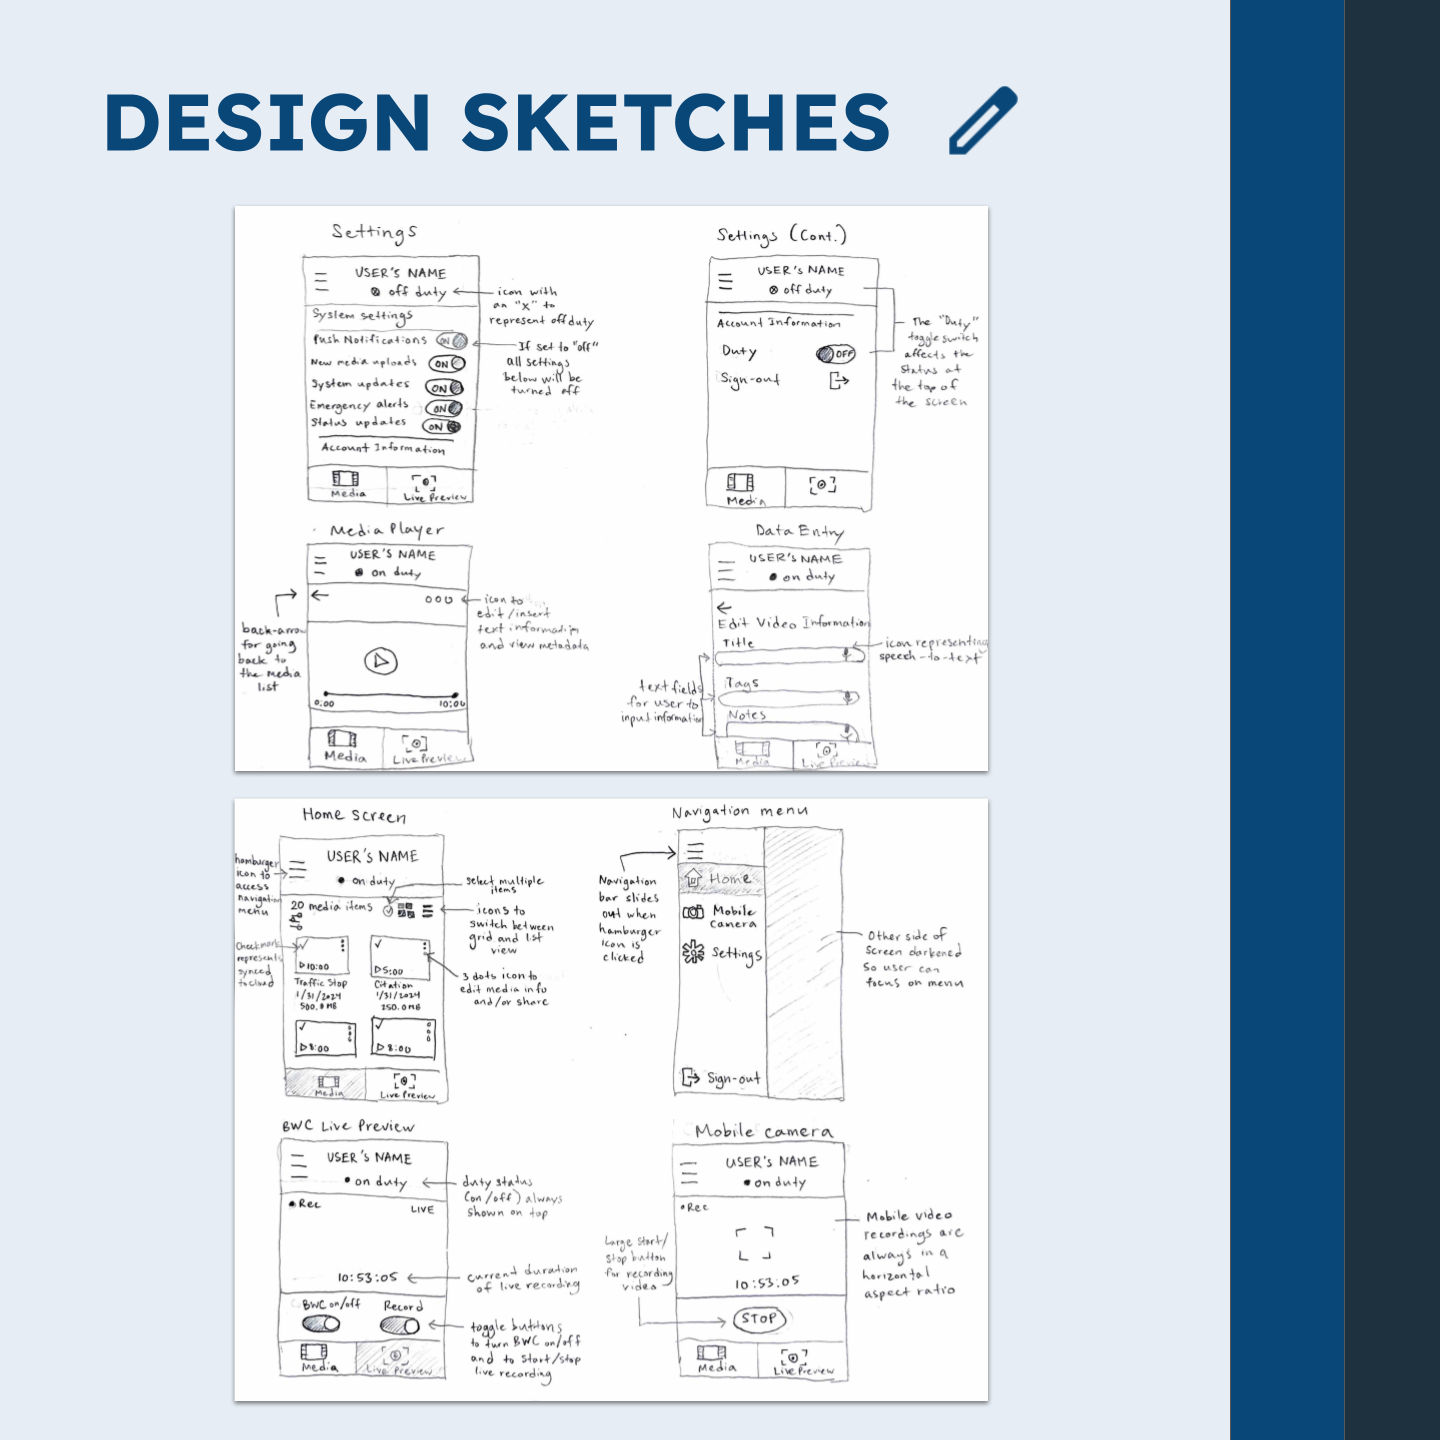 DESIGN SKETCHES
Settings
USER'S NAME
off duty
System settings
Push Notifications ON
New media uploads ON
System updates ON
Emergency alerts ON
Status updates ON
Account Information
Media
Live Preview
icon with
an "x" to
represent off duty
If set to "off"
all settings
below will be
turned off
Settings (Cont.)
USER'S NAME
off duty
Account Information
Duty OFF
Sign-out
Media
The "Duty"
toggle switch
affects the
status at
the top of
the screen
Media Player
USER'S NAME
on duty
0:00
10:00
Media
Live Preview
back-arrow
for going
back to
the media
list
icon to
edit/insert
text information
and view metadata
Data Entry
USER'S NAME
on duty
Edit Video Information
Title
Tags
Notes
Media
Live Preview
icon representing
speech-to-text
text fields
for user to
input information
Home screen
USER'S NAME
on duty
20 media items
10:00
5:00
Traffic Stop
1/31/2024
500.0 MB
Citation
1/31/2024
250.0 MB
8:00
8:00
Media
Live Preview
hamburger
icon to
access
navigation
menu
Checkmark
represents
synced
to cloud
select multiple
items
icons to
switch between
grid and list
view
3 dots icon to
edit media info
and/or share
Navigation menu
Home
Mobile
Camera
Settings
Sign-out
Navigation
bar slides
out when
hamburger
icon is
clicked
Other side of
screen darkened
so user can
focus on menu
BWC Live Preview
USER'S NAME
on duty
Rec
LIVE
10:53:05
BWC on/off
Record
Media
Live Preview
duty status
(on/off) always
shown on top
current duration
of live recording
toggle buttons
to turn BWC on/off
and to start/stop
live recording
Mobile camera
USER'S NAME
on duty
Rec
10:53:05
STOP
Media
Live Preview
Large start/
stop button
for recording
video
Mobile video
recordings are
always in a
horizontal
aspect ratio